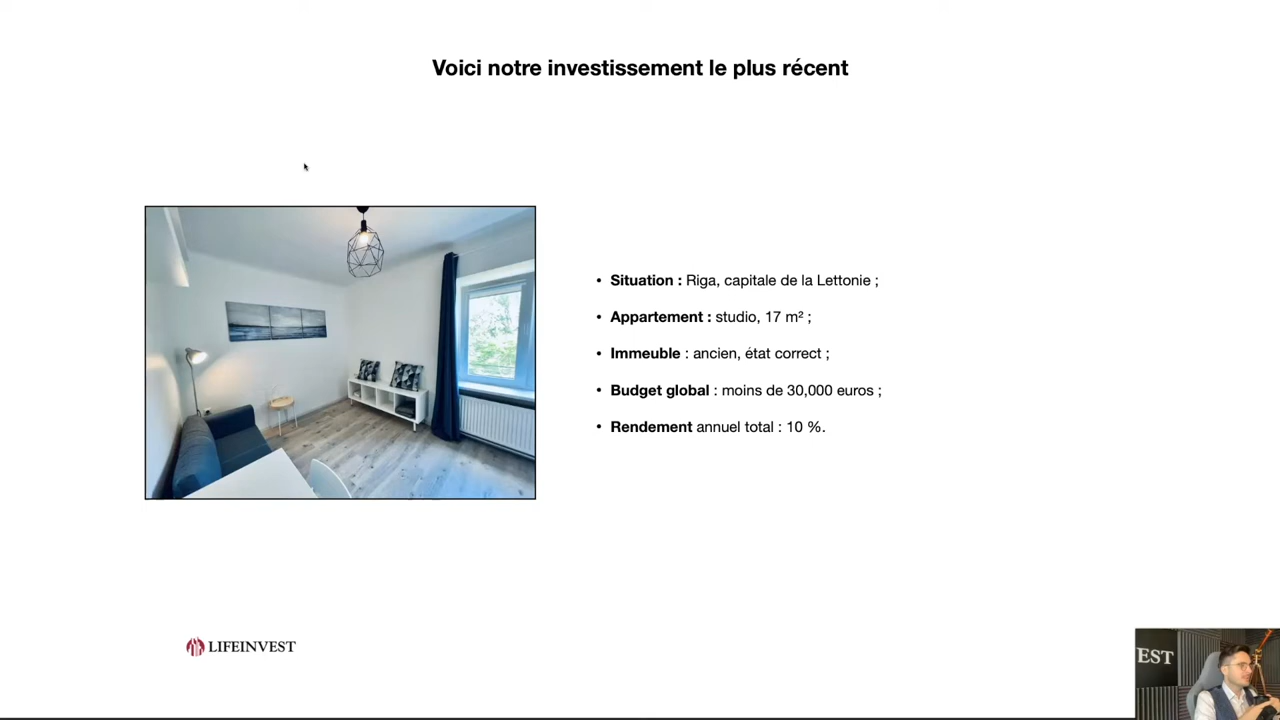 Voici notre investissement le plus récent
• Situation : Riga, capitale de la Lettonie ;
• Appartement : studio, 17 m² ;
• Immeuble : ancien, état correct ;
• Budget global : moins de 30,000 euros ;
• Rendement annuel total : 10 %.
LIFEINVEST
EST